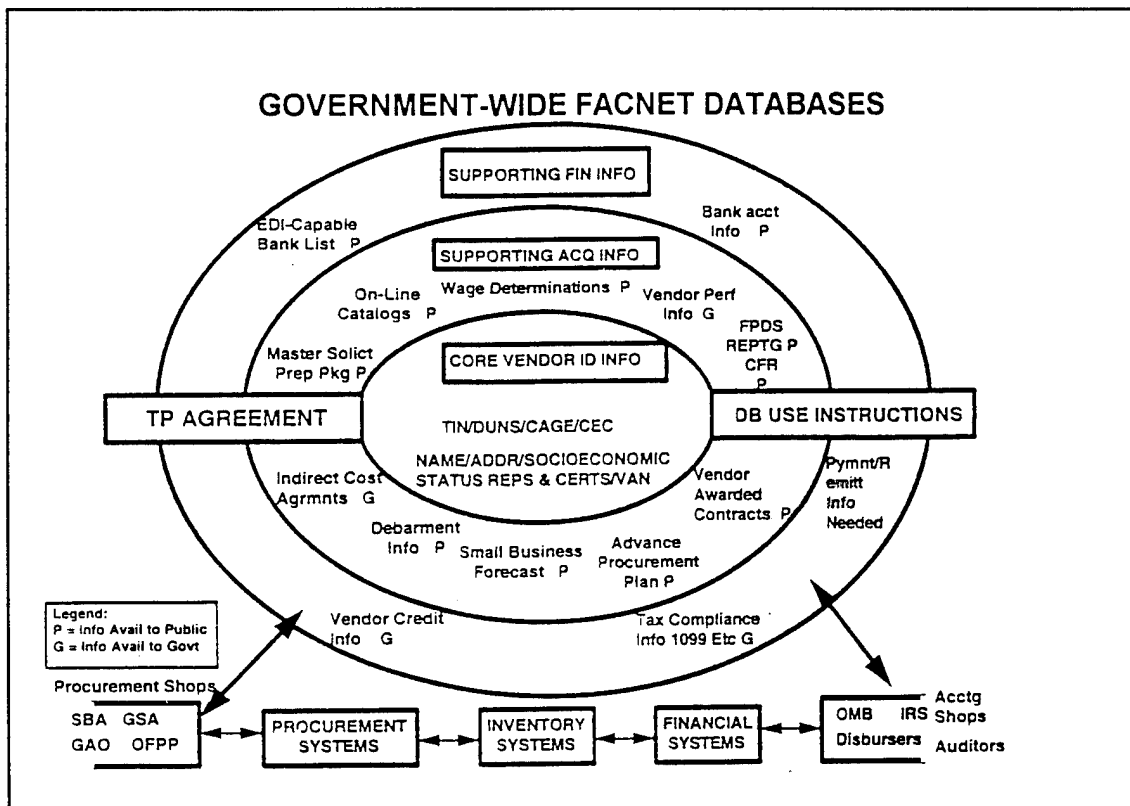 GOVERNMENT-WIDE FACNET DATABASES
SUPPORTING FIN INFO
EDI-Capable
Bank List P
Bank acct
Info P
SUPPORTING ACQ INFO
Wage Determinations P
On-Line
Catalogs P
Vendor Perf
Info G
FPDS
REPTG P
CFR
P
Master Solict
Prep Pkg P
CORE VENDOR ID INFO
TP AGREEMENT
DB USE INSTRUCTIONS
TIN/DUNS/CAGE/CEC
NAME/ADDR/SOCIOECONOMIC
STATUS REPS & CERTS/VAN
Indirect Cost
Agrmnts G
Vendor
Awarded
Contracts P
Pymnt/R
emitt
Info
Needed
Debarment
Info P
Small Business
Forecast P
Advance
Procurement
Plan P
Vendor Credit
Info G
Tax Compliance
Info 1099 Etc G
Legend:
P = Info Avail to Public
G = Info Avail to Govt
Procurement Shops
SBA GSA
GAO OFPP
PROCUREMENT
SYSTEMS
INVENTORY
SYSTEMS
FINANCIAL
SYSTEMS
OMB IRS
Disbursers
Acctg
Shops
Auditors